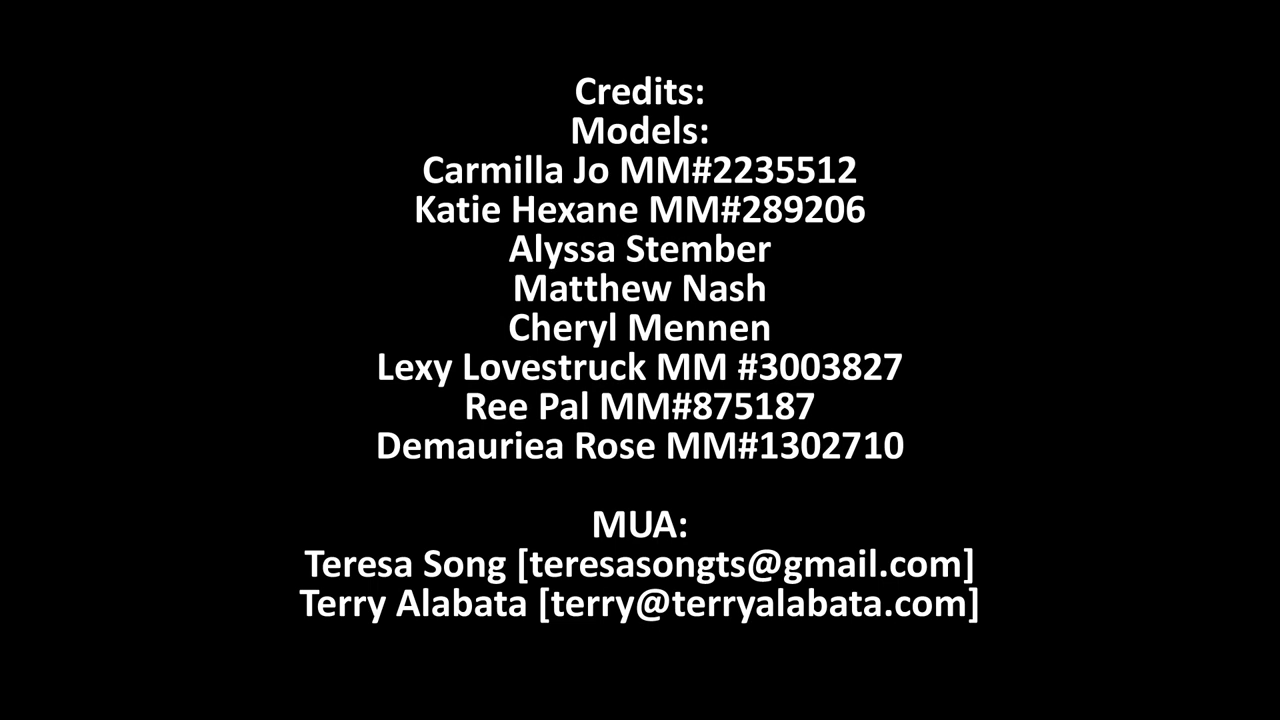 Credits:
Models:
Carmilla Jo MM#2235512
Katie Hexane MM#289206
Alyssa Stember
Matthew Nash
Cheryl Mennen
Lexy Lovestruck MM #3003827
Ree Pal MM#875187
Demauriea Rose MM#1302710
MUA:
Teresa Song [teresasongts@gmail.com]
Terry Alabata [terry@terryalabata.com]